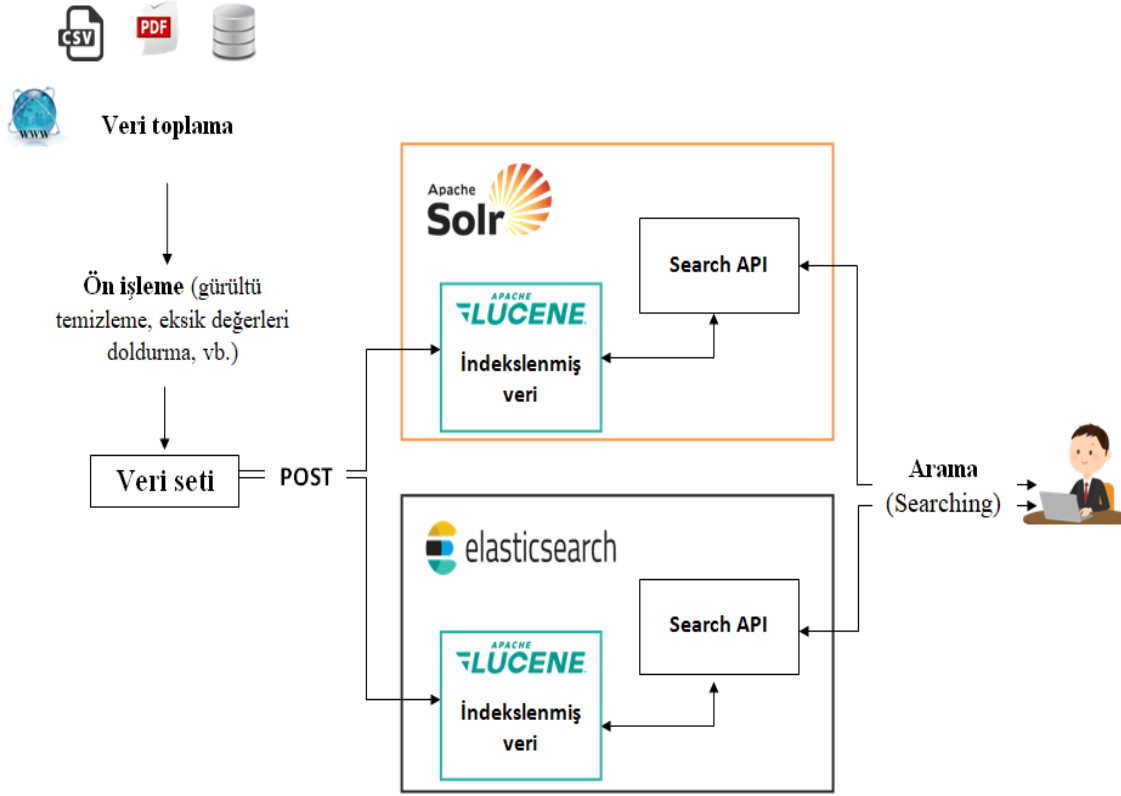 CSV
PDF
WWW
Veri toplama
Ön işleme (gürültü
temizleme, eksik değerleri
doldurma, vb.)
Veri seti
POST
Apache
Solr
Search API
APACHE
LUCENE
İndekslenmiş
veri
elasticsearch
Search API
APACHE
LUCENE
İndekslenmiş
veri
Arama
(Searching)